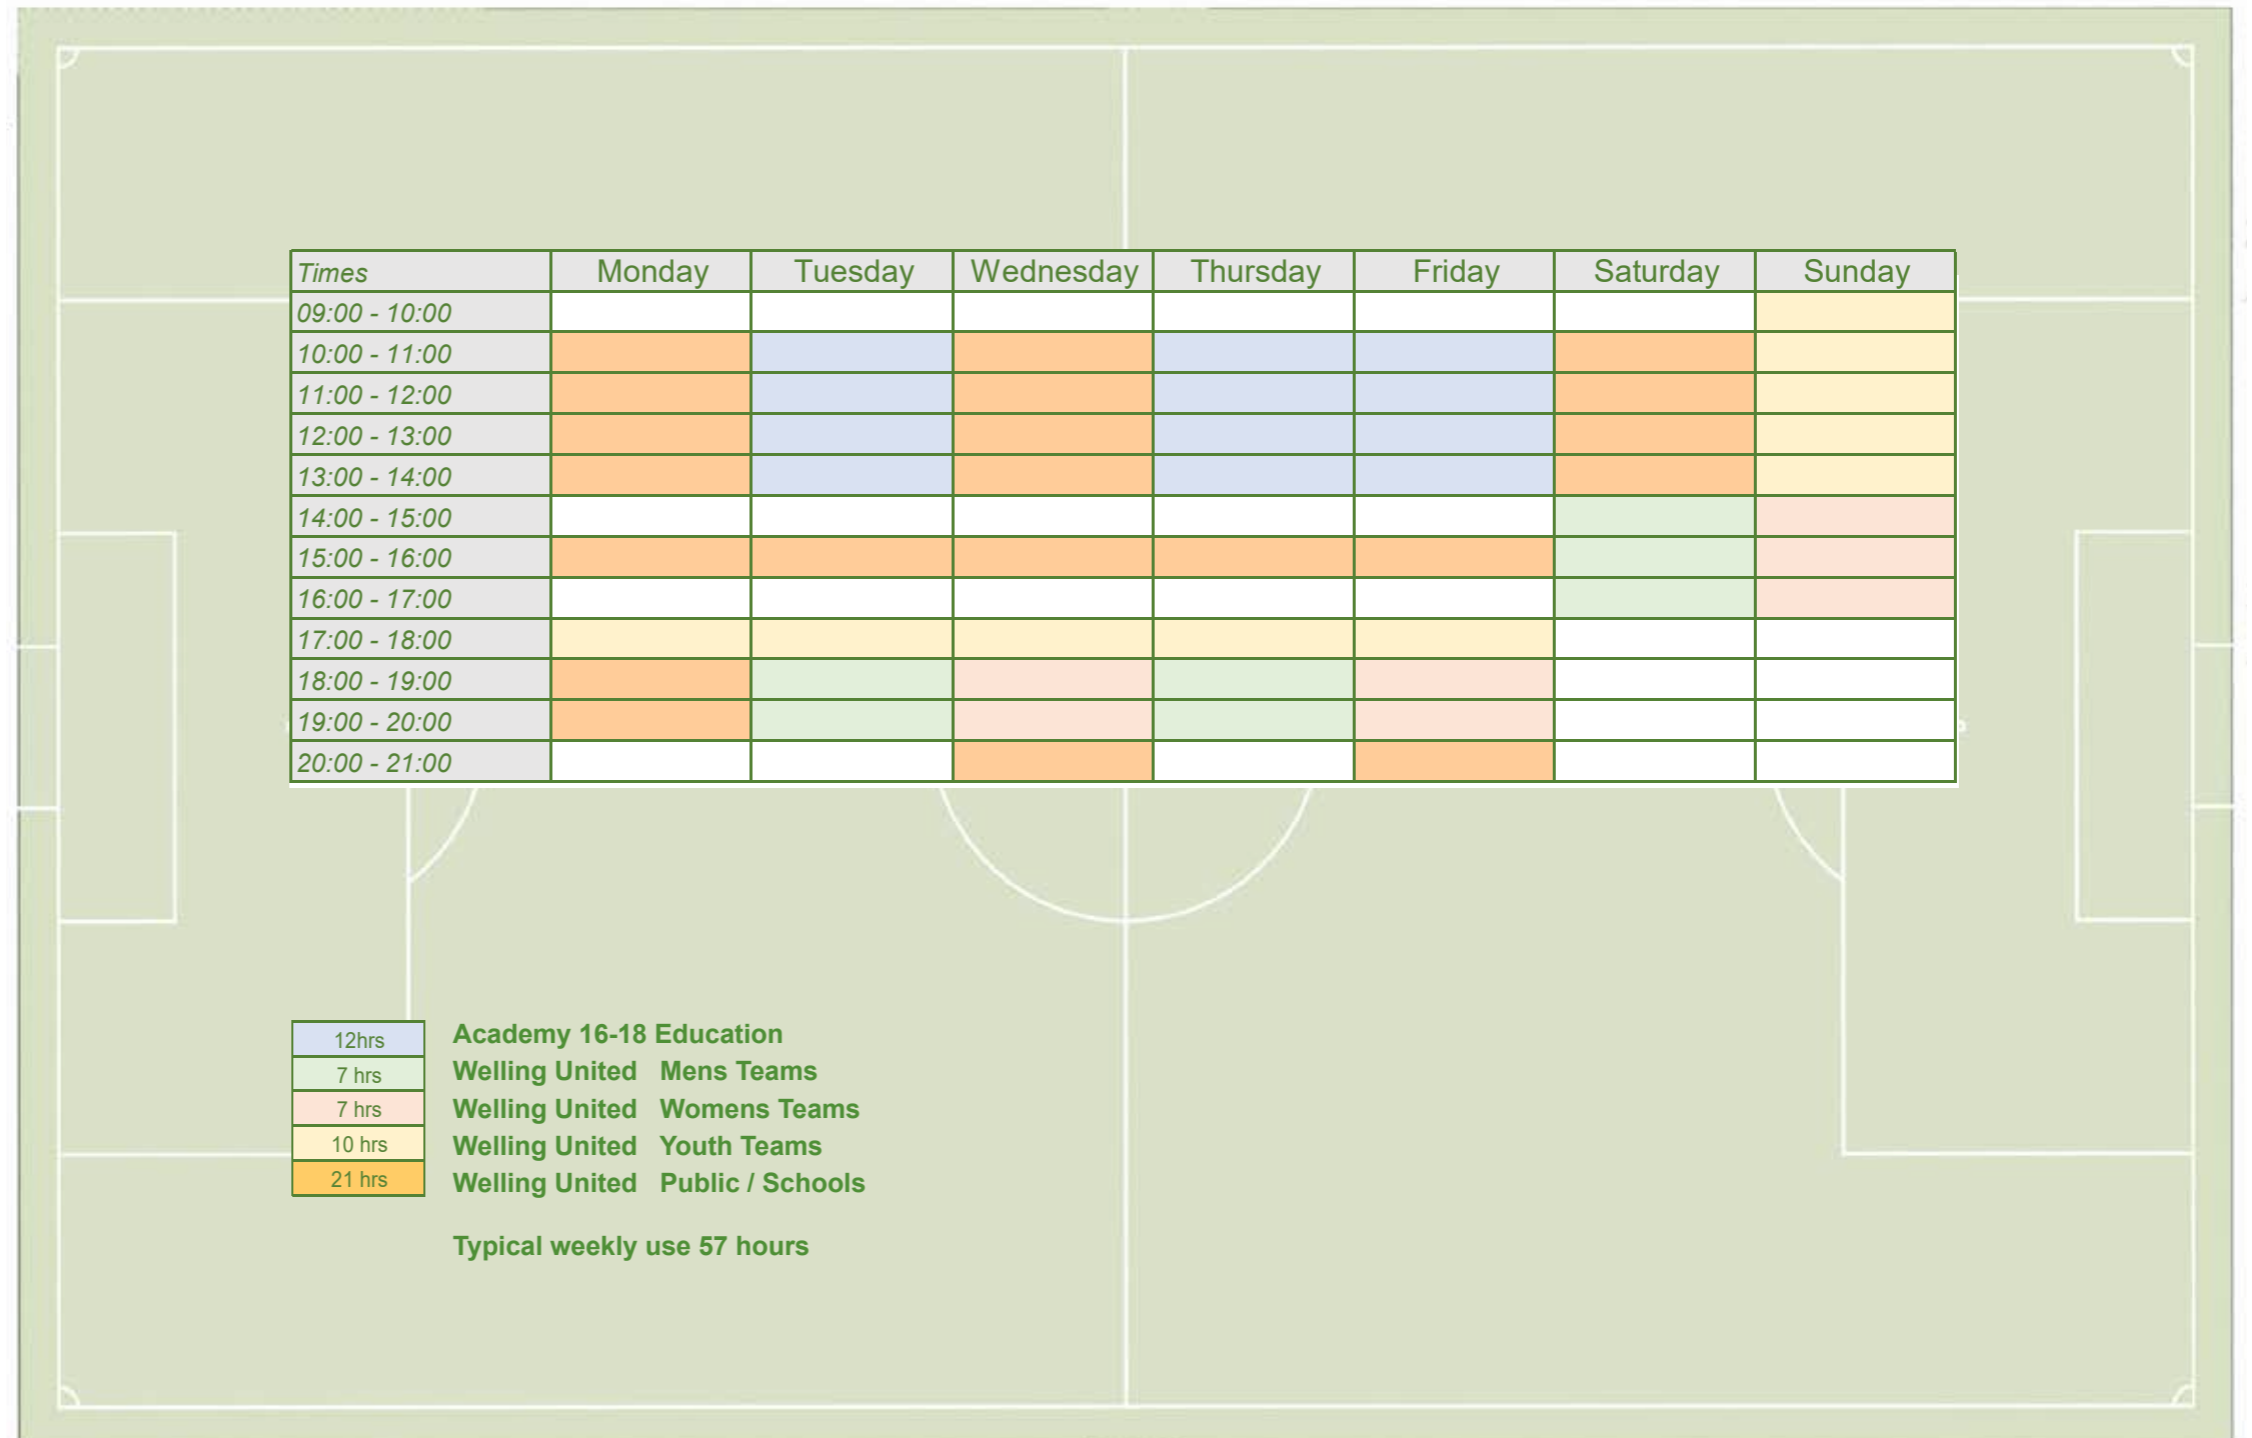 Times Monday Tuesday Wednesday Thursday Friday Saturday Sunday
09:00 - 10:00
10:00 - 11:00
11:00 - 12:00
12:00 - 13:00
13:00 - 14:00
14:00 - 15:00
15:00 - 16:00
16:00 - 17:00
17:00 - 18:00
18:00 - 19:00
19:00 - 20:00
20:00 - 21:00
12hrs Academy 16-18 Education
7 hrs Welling United Mens Teams
7 hrs Welling United Womens Teams
10 hrs Welling United Youth Teams
21 hrs Welling United Public / Schools
Typical weekly use 57 hours